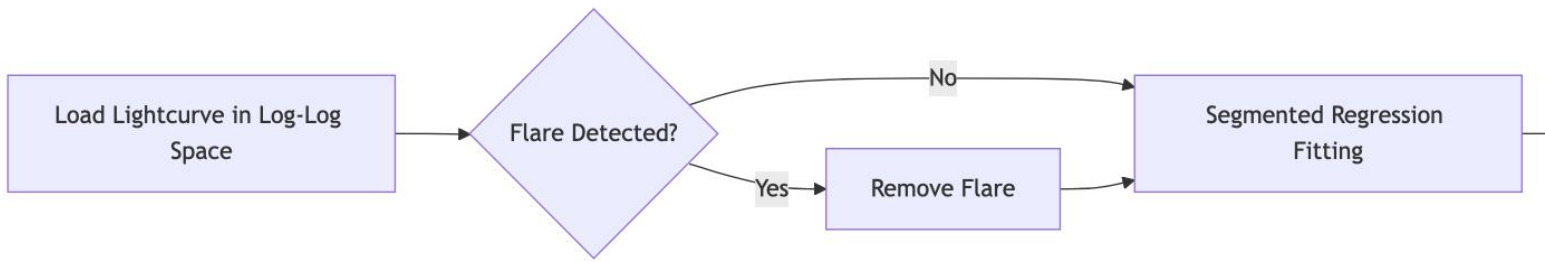 Load Lightcurve in Log-Log
Space
Flare Detected?
No
Yes
Remove Flare
Segmented Regression
Fitting